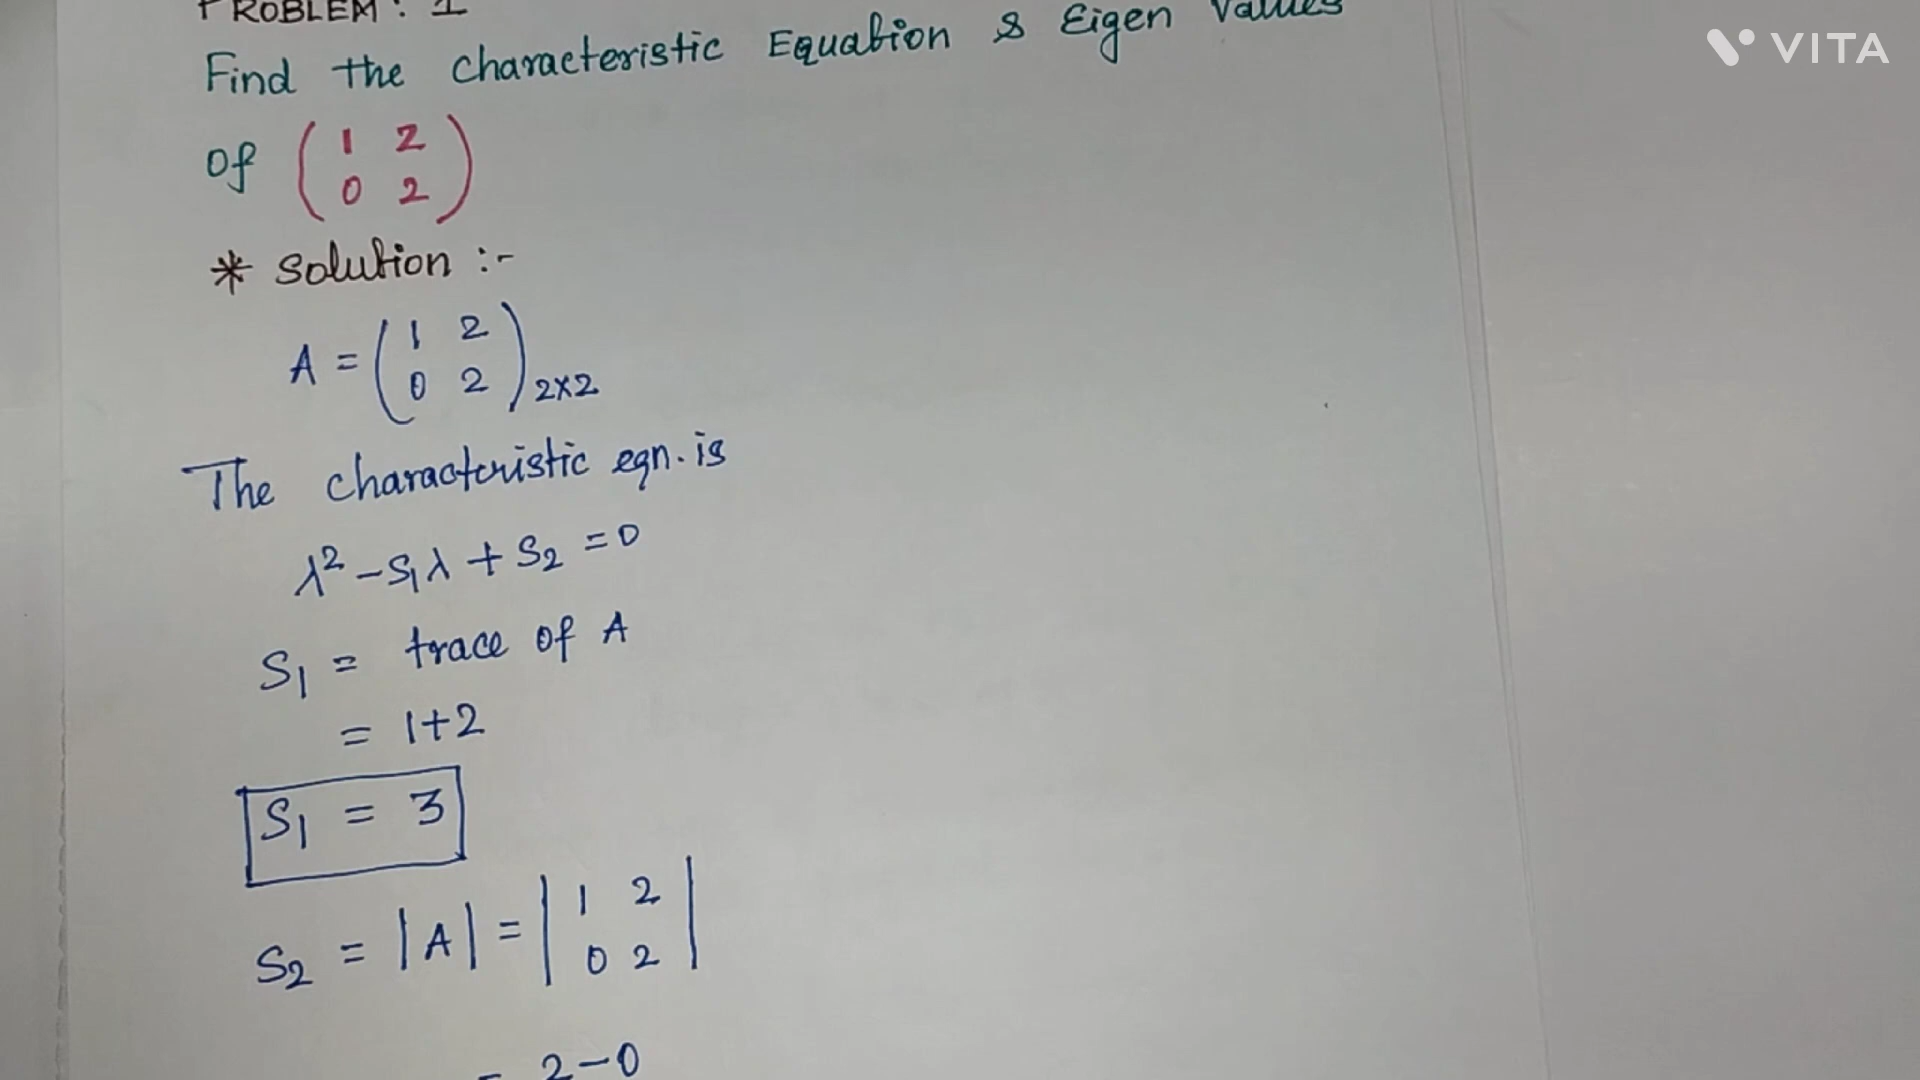 PROBLEM: 1
Find the characteristic Equation & Eigen Values
of ( 1 2
0 2 )
* Solution :-
A = ( 1 2
0 2 ) 2x2
The characteristic eqn. is
λ² - S₁λ + S₂ = 0
S₁ = trace of A
= 1+2
S₁ = 3
S₂ = |A| = | 1 2
0 2 |
= 2-0
VITA